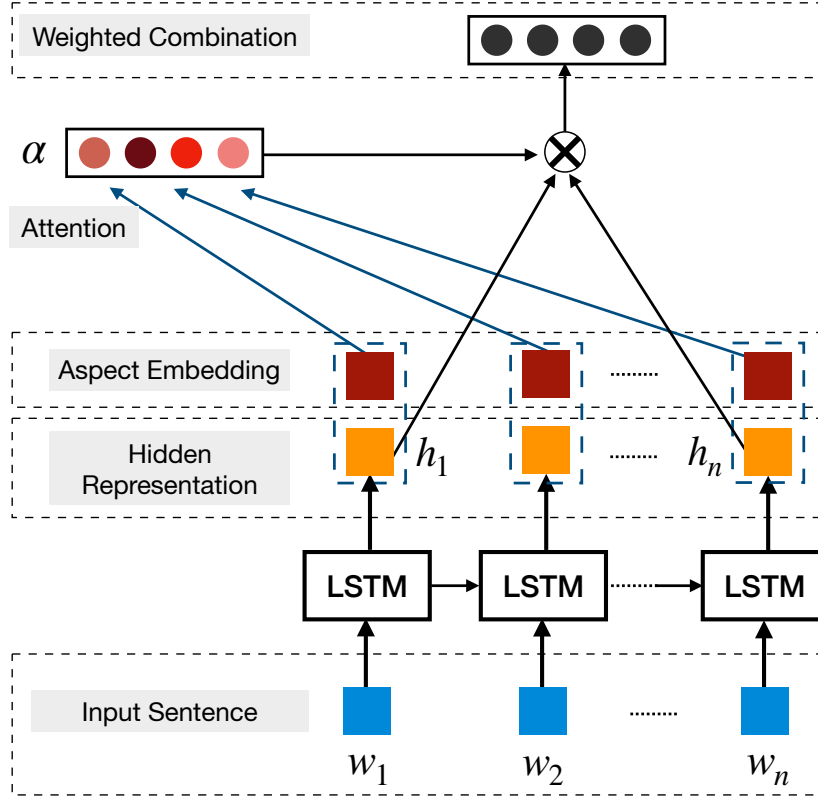 Weighted Combination
α
Attention
Aspect Embedding
Hidden
Representation
h1
hn
LSTM LSTM LSTM
Input Sentence
w1 w2 wn